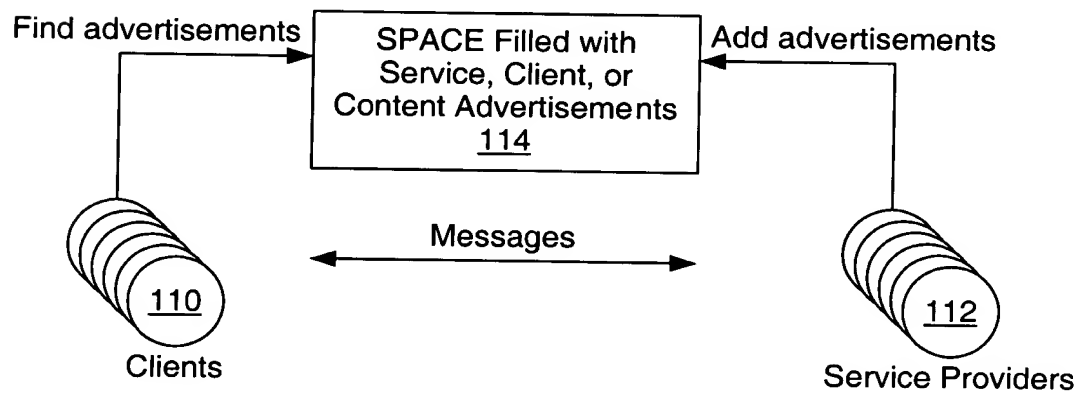 Find advertisements
SPACE Filled with
Service, Client, or
Content Advertisements
114
Add advertisements
Messages
110
Clients
112
Service Providers